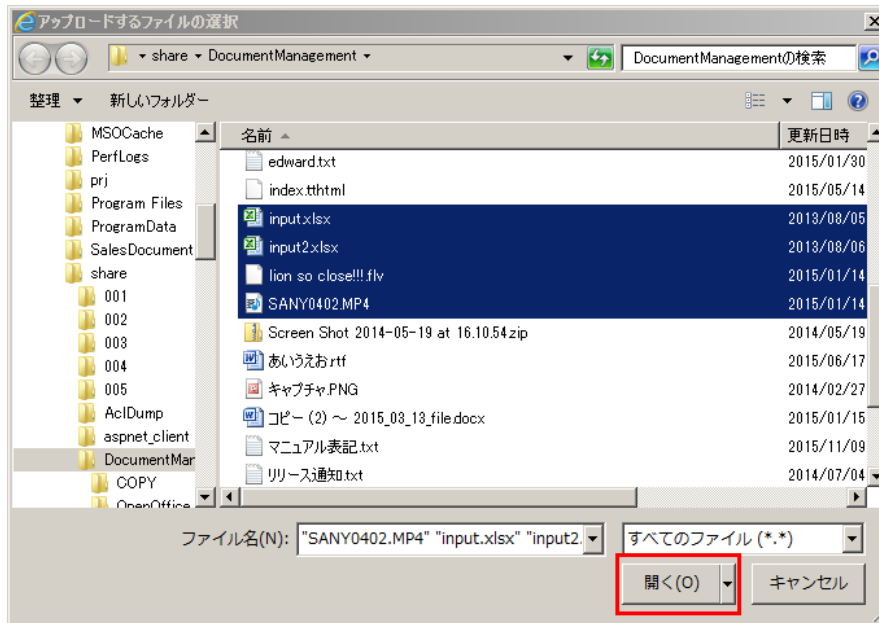 アップロードするファイルの選択
share DocumentManagement
DocumentManagementの検索
整理 新しいフォルダー
名前 更新日時
MSOCache
PerfLogs
prj
Program Files
ProgramData
SalesDocument
share
001
002
003
004
005
AclDump
aspnet_client
DocumentMar
COPY
OpenOffice
edward.txt 2015/01/30
index.tthtml 2015/05/14
input.xlsx 2013/08/05
input2.xlsx 2013/08/06
lion so close!!!.flv 2015/01/14
SANY0402.MP4 2015/01/14
Screen Shot 2014-05-19 at 16.10.54.zip 2014/05/19
あいうえお.rtf 2015/06/17
キャプチャ.PNG 2014/02/27
コピー (2) ～ 2015_03_13_file.docx 2015/01/15
マニュアル表記.txt 2015/11/09
リリース通知.txt 2014/07/04
ファイル名(N): "SANY0402.MP4" "input.xlsx" "input2. すべてのファイル (*.*)
開く(O) キャンセル